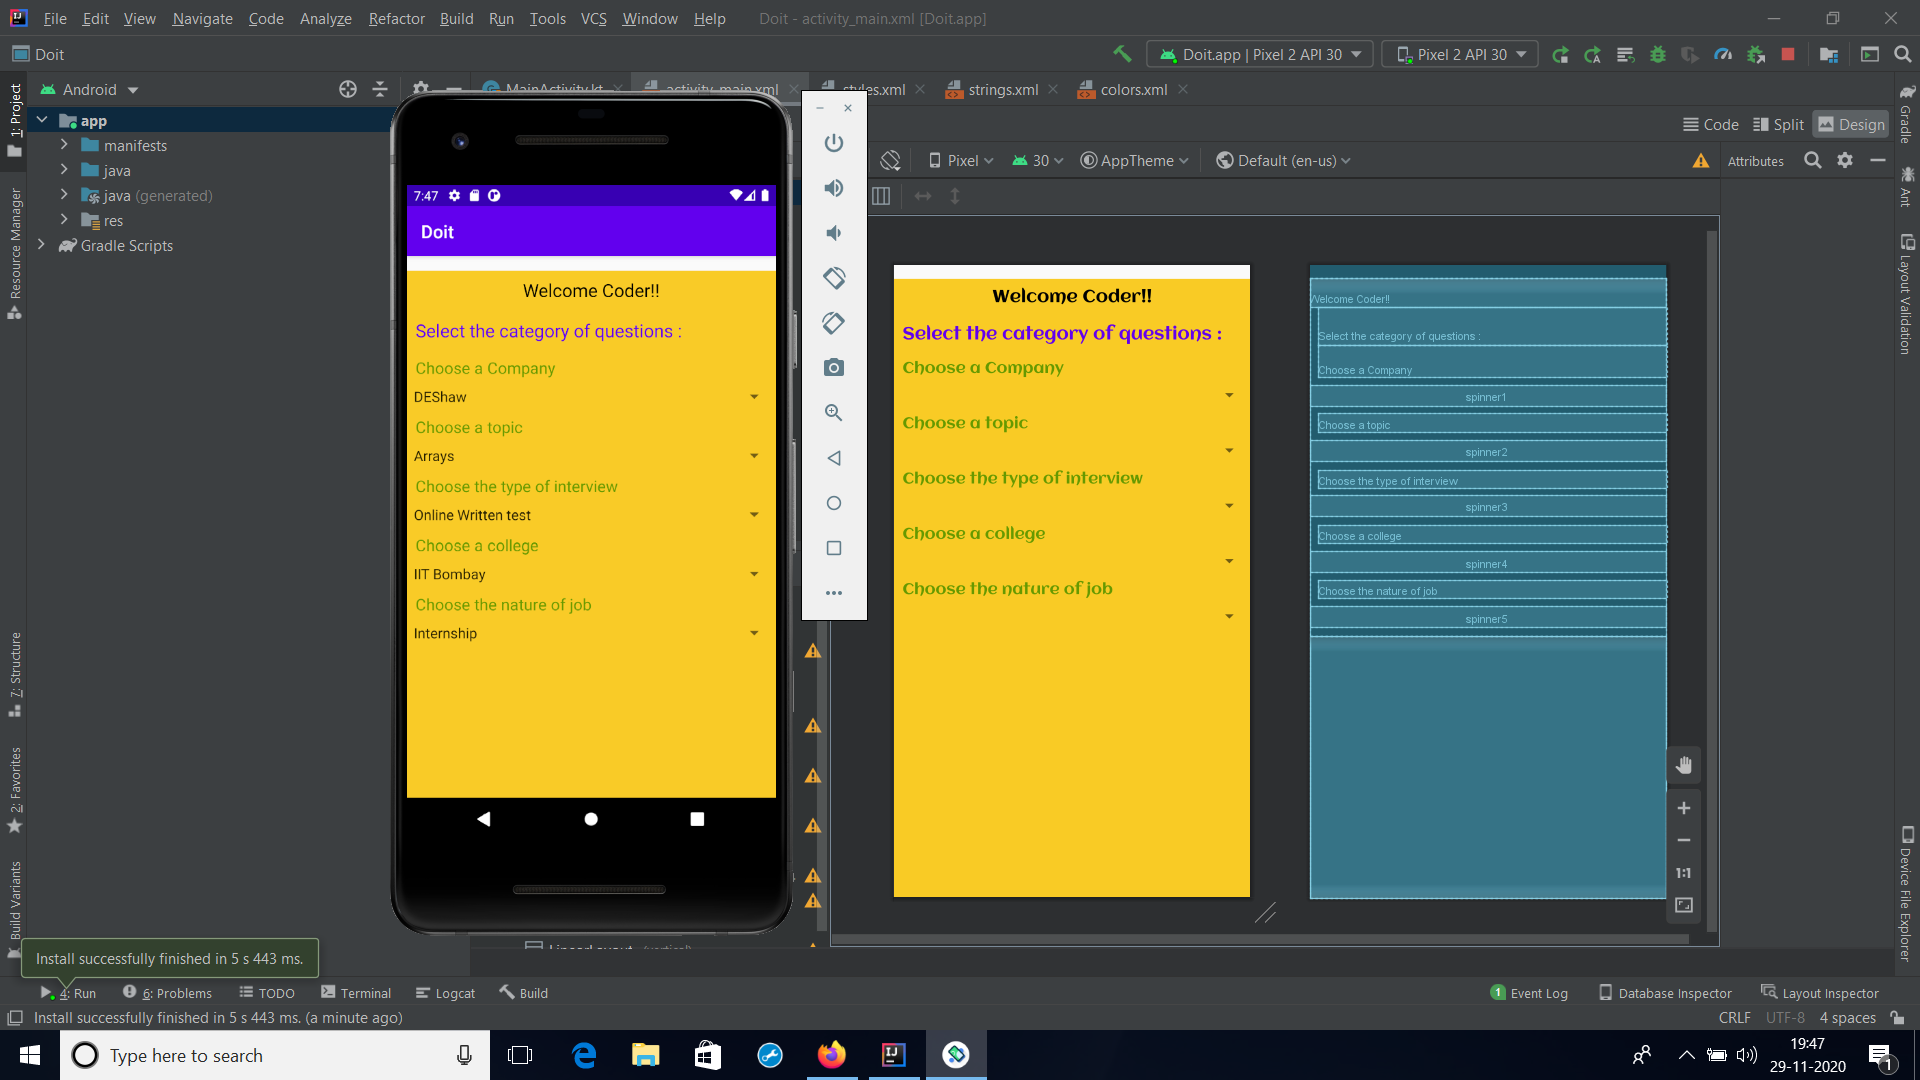 File Edit View Navigate Code Analyze Refactor Build Run Tools VCS Window Help Doit - activity_main.xml [Doit.app]
Doit Doit.app | Pixel 2 API 30 Pixel 2 API 30
Android MainActivity.kt activity_main.xml styles.xml strings.xml colors.xml
app
manifests
java
java (generated)
res
Gradle Scripts
Code Split Design
Pixel 30 AppTheme Default (en-us) Attributes
1: Project
Resource Manager
7: Structure
2: Favorites
Build Variants
Gradle
Ant
Layout Validation
Device File Explorer
7:47
Doit
Welcome Coder!!
Select the category of questions :
Choose a Company
DEShaw
Choose a topic
Arrays
Choose the type of interview
Online Written test
Choose a college
IIT Bombay
Choose the nature of job
Internship
Welcome Coder!!
Select the category of questions :
Choose a Company
Choose a topic
Choose the type of interview
Choose a college
Choose the nature of job
Welcome Coder!!
Select the category of questions :
Choose a Company
spinner1
Choose a topic
spinner2
Choose the type of interview
spinner3
Choose a college
spinner4
Choose the nature of job
spinner5
1:1
LinearLayout (vertical)
Install successfully finished in 5 s 443 ms.
4: Run 6: Problems TODO Terminal Logcat Build 1 Event Log Database Inspector Layout Inspector
Install successfully finished in 5 s 443 ms. (a minute ago) CRLF UTF-8 4 spaces
Type here to search
19:47
29-11-2020
1